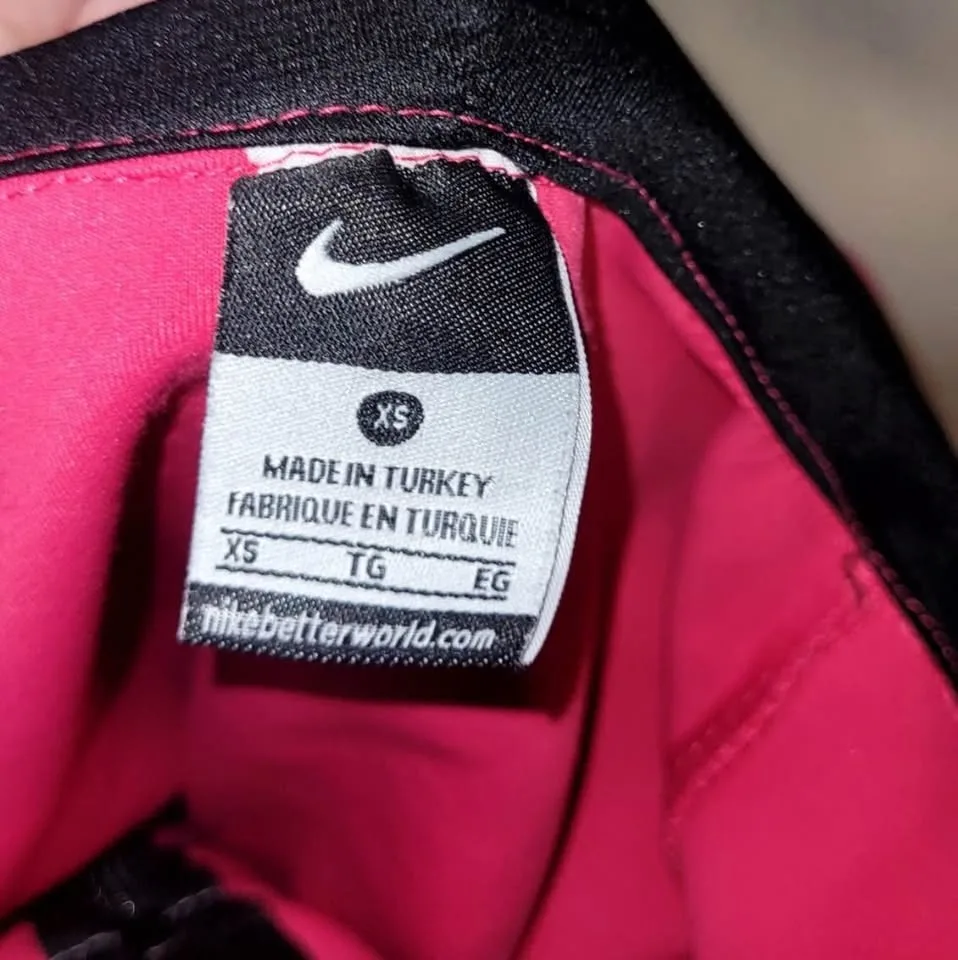 XS
MADE IN TURKEY
FABRIQUE EN TURQUIE
XS TG EG
nikebetterworld.com